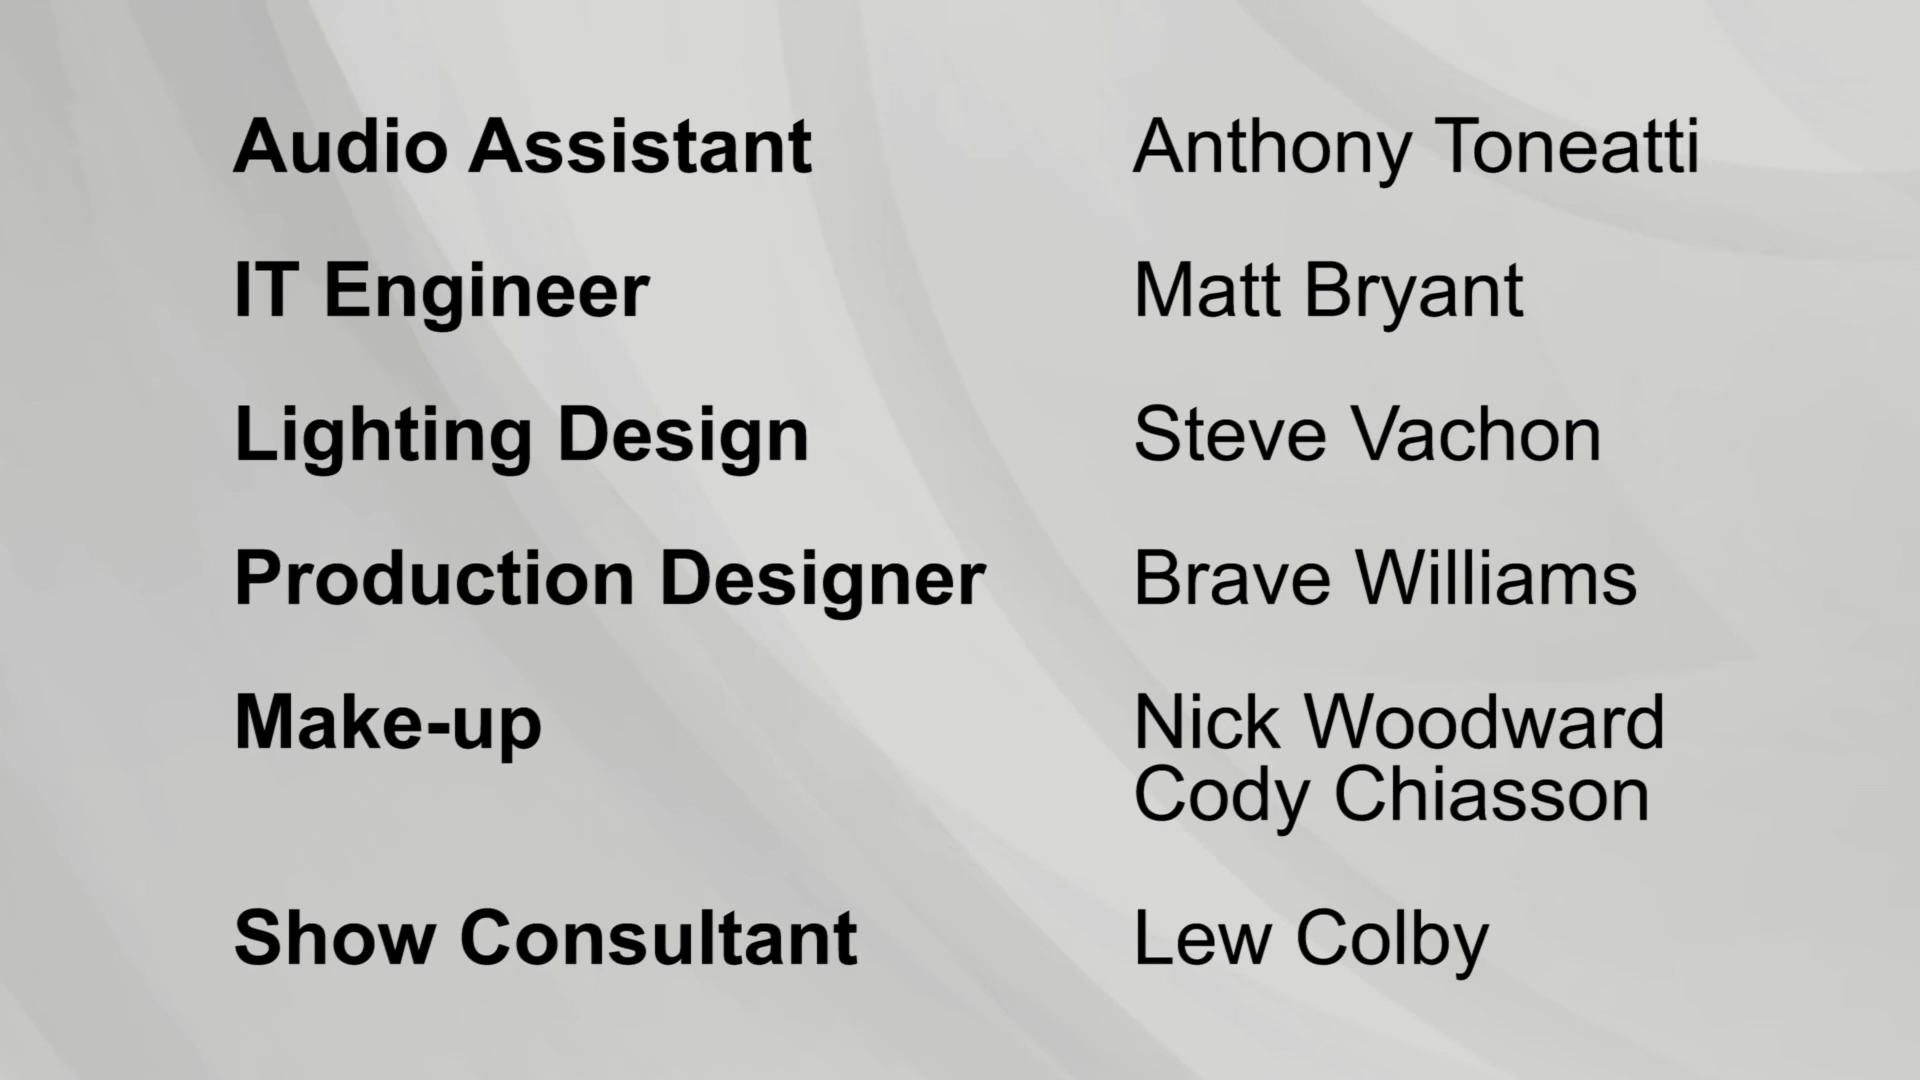 Audio Assistant Anthony Toneatti
IT Engineer Matt Bryant
Lighting Design Steve Vachon
Production Designer Brave Williams
Make-up Nick Woodward
Cody Chiasson
Show Consultant Lew Colby